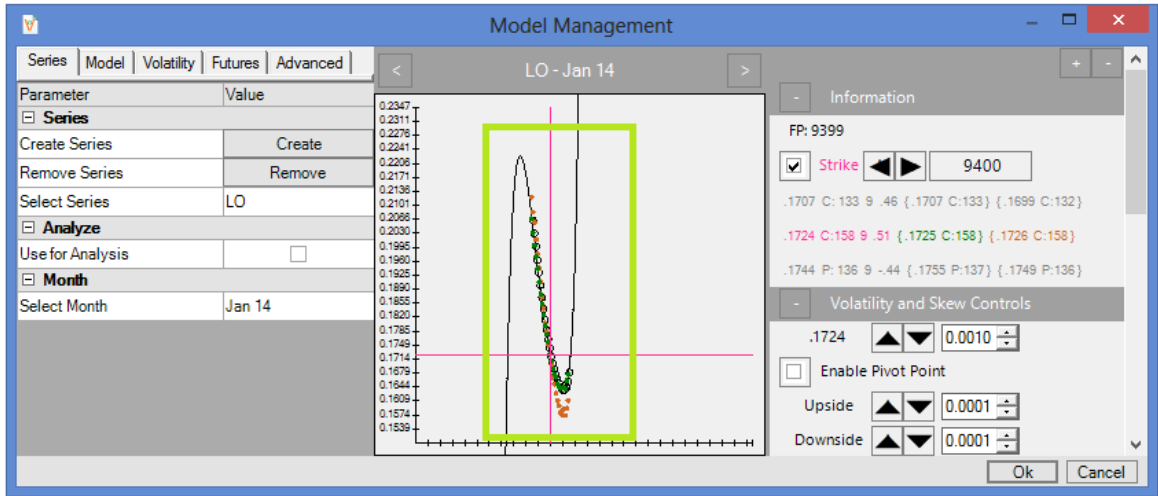 Model Management
Series Model Volatility Futures Advanced
Parameter Value
Series
Create Series Create
Remove Series Remove
Select Series LO
Analyze
Use for Analysis
Month
Select Month Jan 14
< LO - Jan 14 >
0.2347
0.2311
0.2276
0.2241
0.2206
0.2171
0.2136
0.2101
0.2066
0.2030
0.1995
0.1960
0.1925
0.1890
0.1855
0.1820
0.1785
0.1749
0.1714
0.1679
0.1644
0.1609
0.1574
0.1539
+ -
- Information
FP: 9399
Strike 9400
.1707 C: 133 9 .46 {.1707 C:133} {.1699 C:132}
.1724 C:158 9 .51 {.1725 C:158} {.1726 C:158}
.1744 P: 136 9 -.44 {.1755 P:137} {.1749 P:136}
- Volatility and Skew Controls
.1724 0.0010
Enable Pivot Point
Upside 0.0001
Downside 0.0001
Ok Cancel